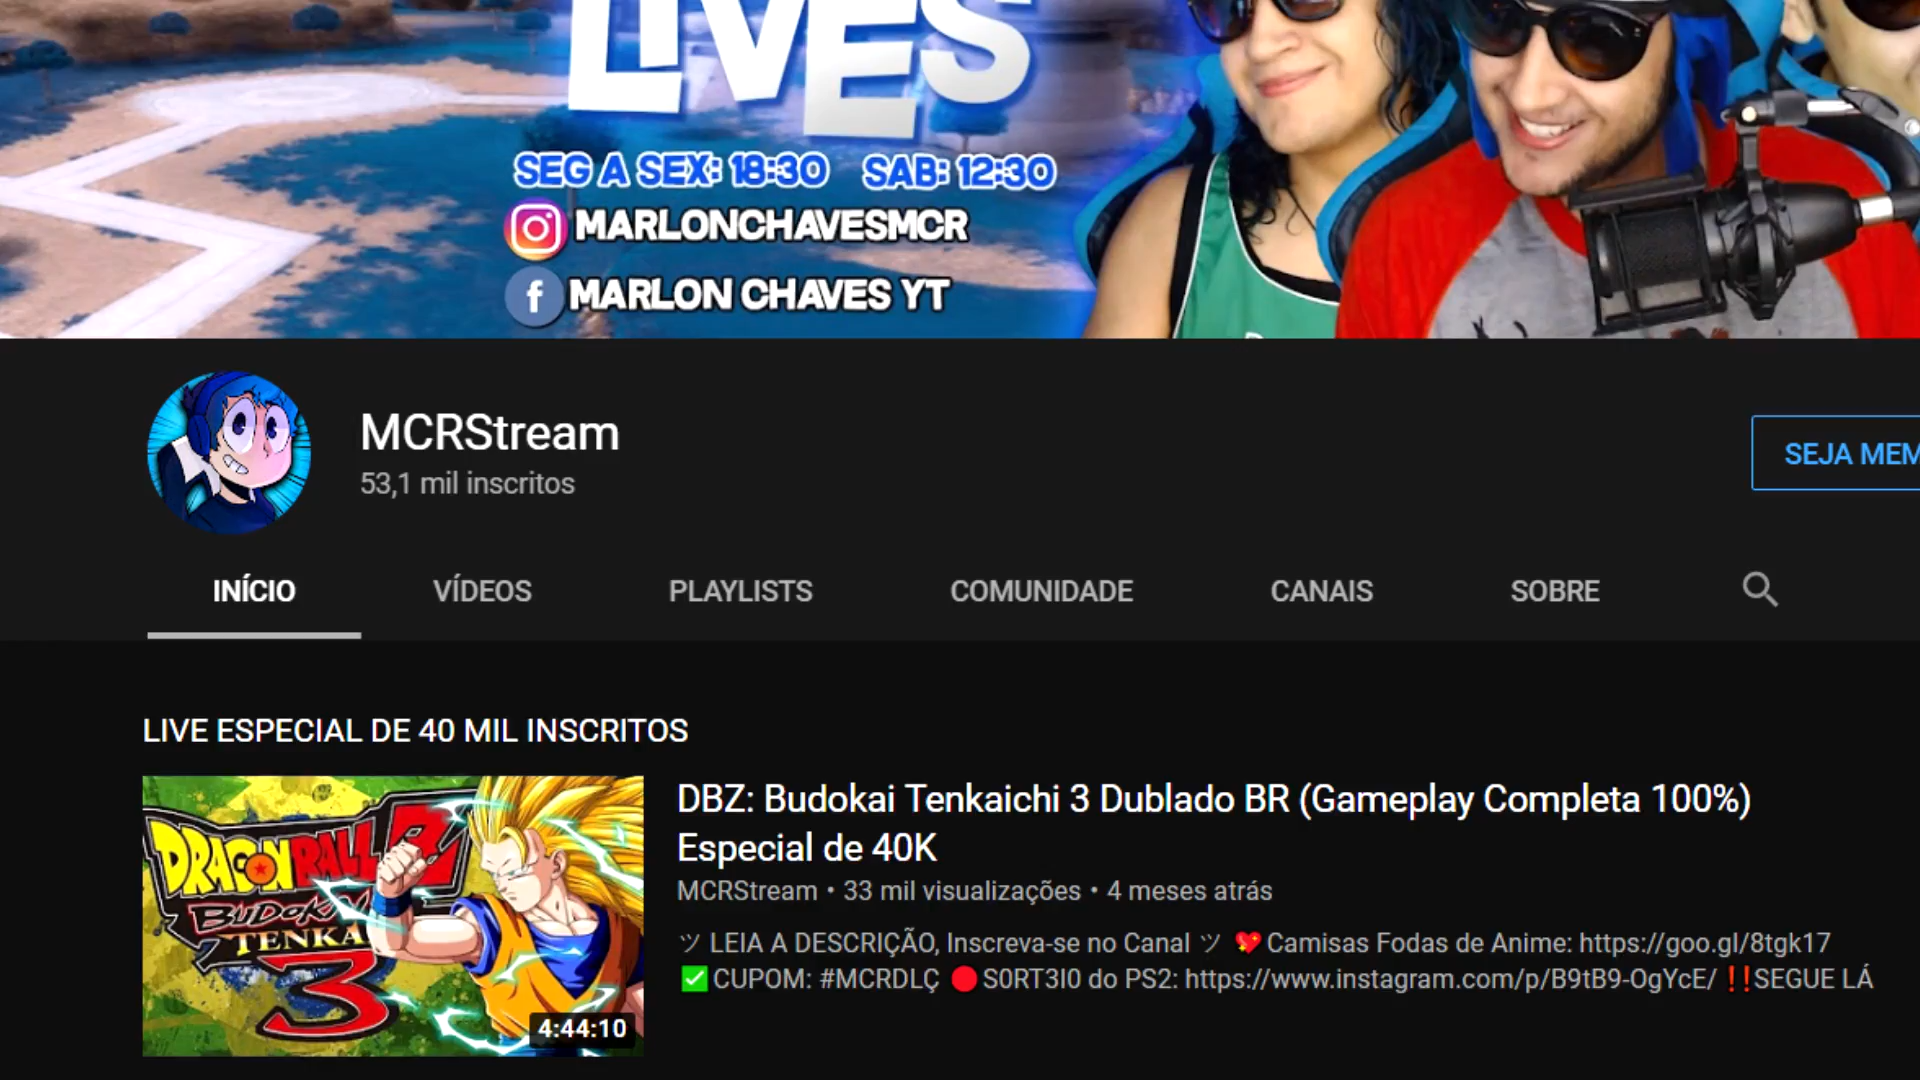 LIVES
SEG A SEX: 18:30 SAB: 12:30
MARLONCHAVESMCR
f MARLON CHAVES YT
MCRStream
53,1 mil inscritos
SEJA MEM
INÍCIO VÍDEOS PLAYLISTS COMUNIDADE CANAIS SOBRE
LIVE ESPECIAL DE 40 MIL INSCRITOS
DRAGON BALL Z
BUDOKAI
TENKA
3
4:44:10
DBZ: Budokai Tenkaichi 3 Dublado BR (Gameplay Completa 100%)
Especial de 40K
MCRStream • 33 mil visualizações • 4 meses atrás
ツ LEIA A DESCRIÇÃO, Inscreva-se no Canal ツ 💖 Camisas Fodas de Anime: https://goo.gl/8tgk17
✅ CUPOM: #MCRDLÇ 🔴 S0RT3I0 do PS2: https://www.instagram.com/p/B9tB9-OgYcE/ ‼️SEGUE LÁ